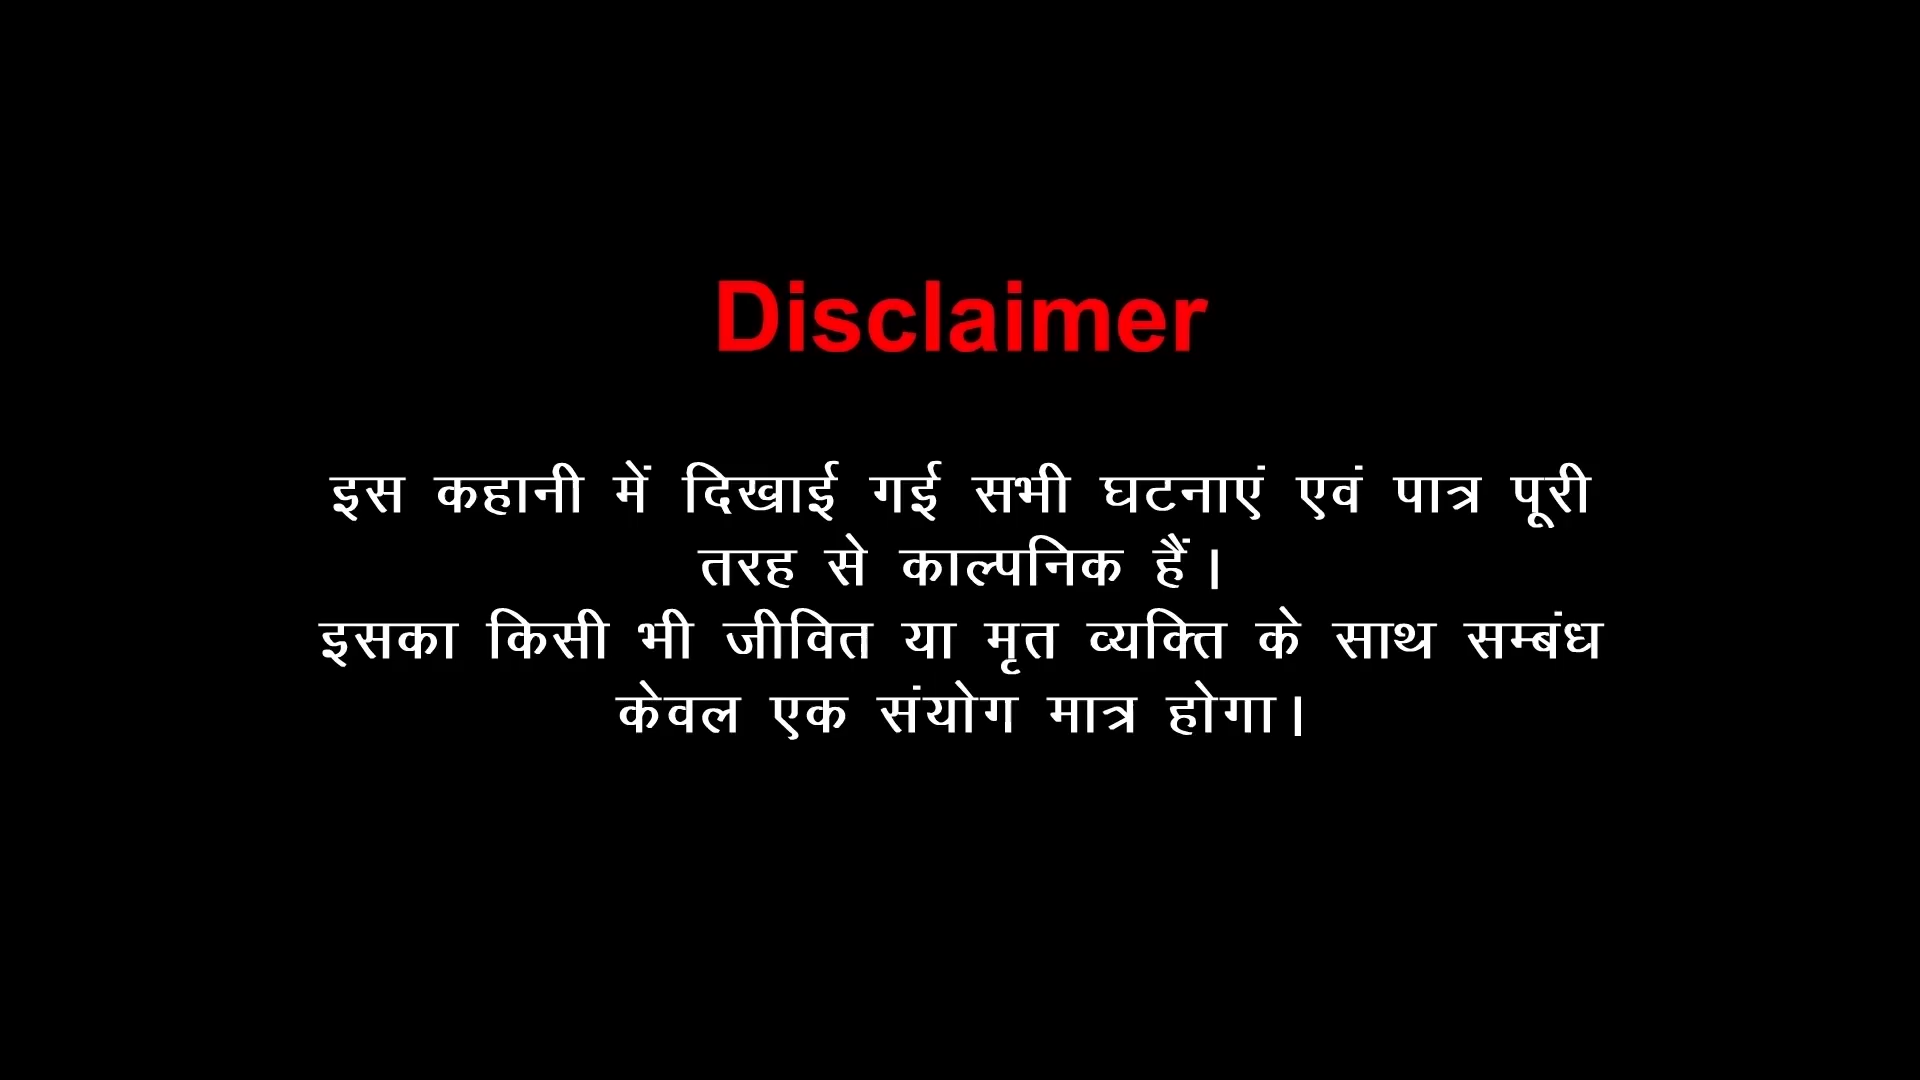 Disclaimer
इस कहानी में दिखाई गई सभी घटनाएं एवं पात्र पूरी
तरह से काल्पनिक हैं।
इसका किसी भी जीवित या मृत व्यक्ति के साथ सम्बंध
केवल एक संयोग मात्र होगा।